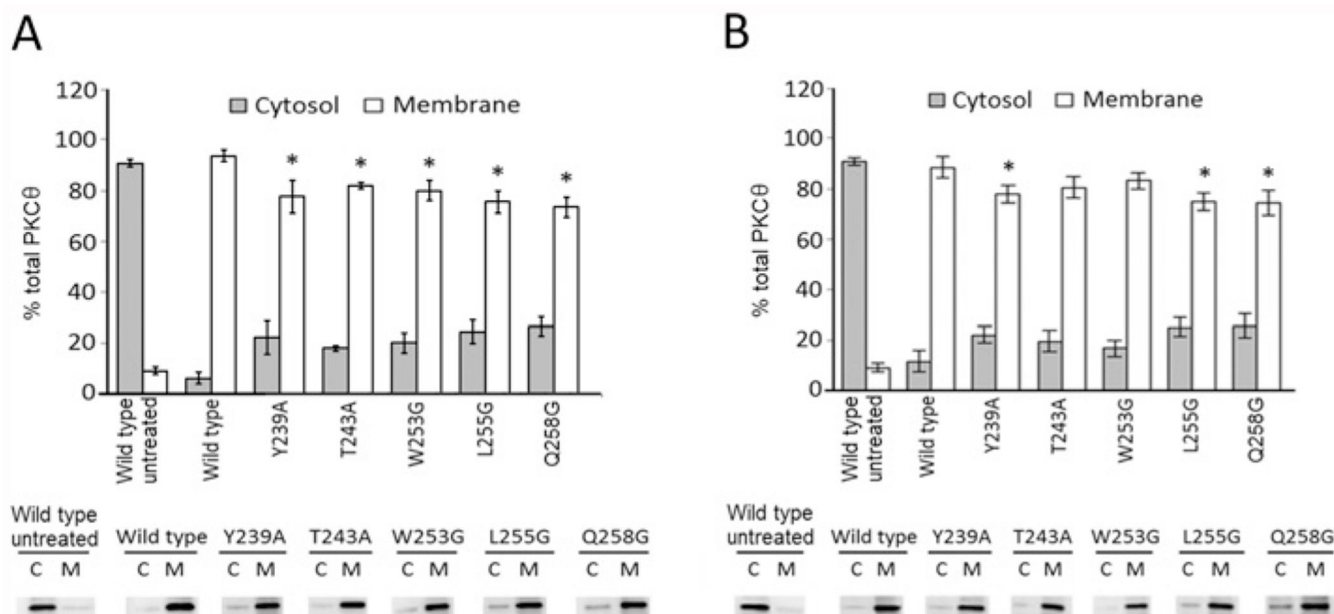 A
120
100
80
60
40
20
0
% total PKCθ
Cytosol Membrane
* * * * *
Wild type untreated
Wild type
Y239A
T243A
W253G
L255G
Q258G
Wild type
untreated Wild type Y239A T243A W253G L255G Q258G
C M C M C M C M C M C M C M
B
120
100
80
60
40
20
0
% total PKCθ
Cytosol Membrane
* * *
Wild type untreated
Wild type
Y239A
T243A
W253G
L255G
Q258G
Wild type
untreated Wild type Y239A T243A W253G L255G Q258G
C M C M C M C M C M C M C M